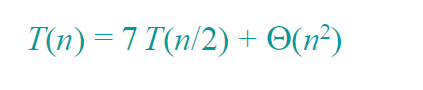 T(n) = 7 T(n/2) + Θ(n²)